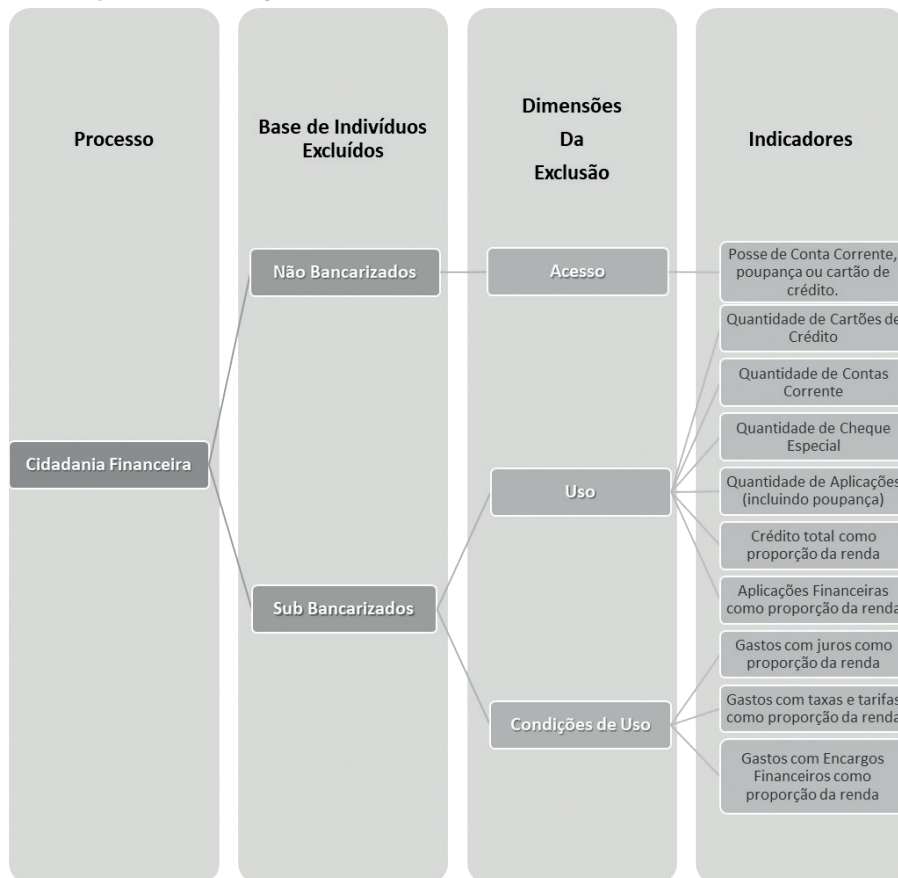 Processo
Base de Indivíduos
Excluídos
Dimensões
Da
Exclusão
Indicadores
Cidadania Financeira
Não Bancarizados
Sub Bancarizados
Acesso
Uso
Condições de Uso
Posse de Conta Corrente,
poupança ou cartão de
crédito.
Quantidade de Cartões de
Crédito
Quantidade de Contas
Corrente
Quantidade de Cheque
Especial
Quantidade de Aplicações
(incluindo poupança)
Crédito total como
proporção da renda
Aplicações Financeiras
como proporção da renda
Gastos com juros como
proporção da renda
Gastos com taxas e tarifas
como proporção da renda
Gastos com Encargos
Financeiros como
proporção da renda